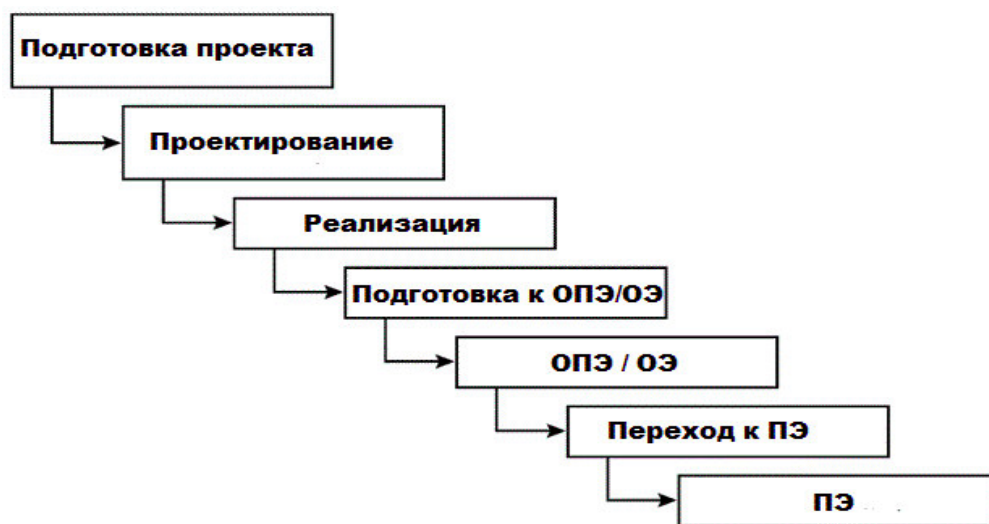 Подготовка проекта
Проектирование
Реализация
Подготовка к ОПЭ/ОЭ
ОПЭ / ОЭ
Переход к ПЭ
ПЭ